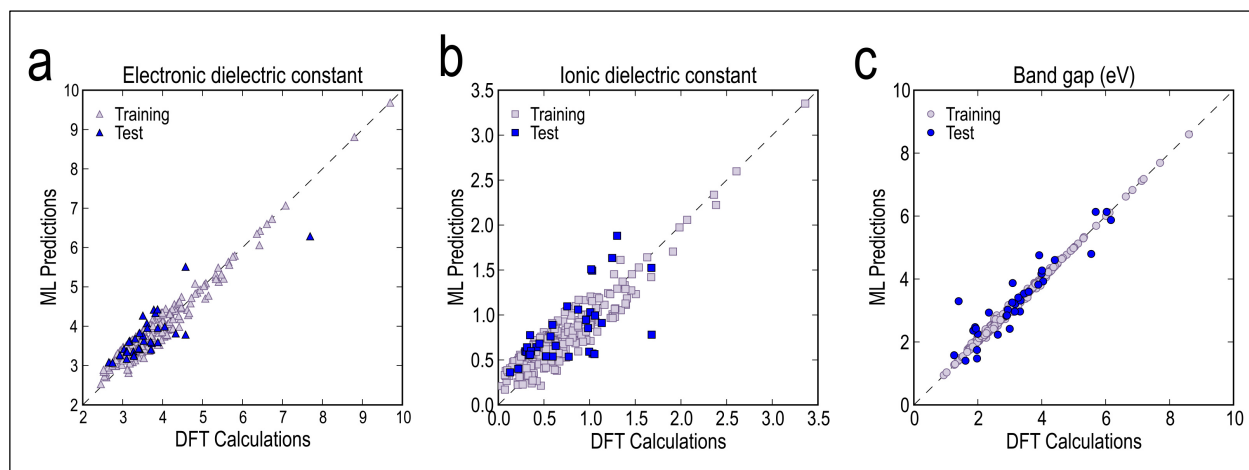 a
Electronic dielectric constant
Training
Test
10
9
8
7
6
5
4
3
2
2 3 4 5 6 7 8 9 10
ML Predictions
DFT Calculations
b
Ionic dielectric constant
Training
Test
3.5
3.0
2.5
2.0
1.5
1.0
0.5
0.0
0.0 0.5 1.0 1.5 2.0 2.5 3.0 3.5
ML Predictions
DFT Calculations
c
Band gap (eV)
Training
Test
10
8
6
4
2
0
0 2 4 6 8 10
ML Predictions
DFT Calculations